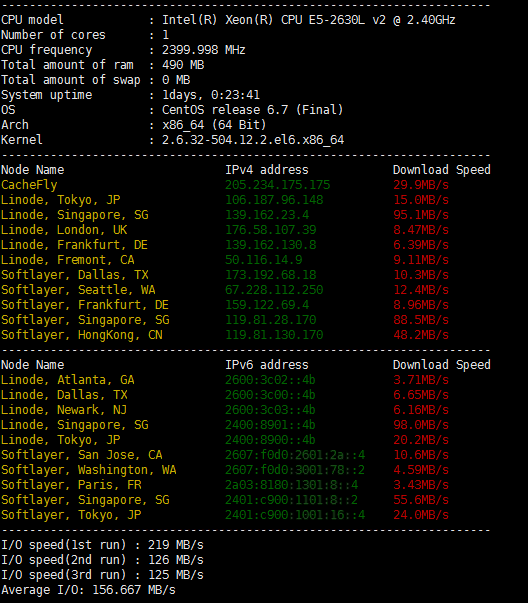 ----------------------------------------------------------------------
CPU model            : Intel(R) Xeon(R) CPU E5-2630L v2 @ 2.40GHz
Number of cores      : 1
CPU frequency        : 2399.998 MHz
Total amount of ram  : 490 MB
Total amount of swap : 0 MB
System uptime        : 1days, 0:23:41
OS                   : CentOS release 6.7 (Final)
Arch                 : x86_64 (64 Bit)
Kernel               : 2.6.32-504.12.2.el6.x86_64
----------------------------------------------------------------------
Node Name                       IPv4 address            Download Speed
CacheFly                        205.234.175.175         29.9MB/s
Linode, Tokyo, JP               106.187.96.148          15.0MB/s
Linode, Singapore, SG           139.162.23.4            95.1MB/s
Linode, London, UK              176.58.107.39           8.47MB/s
Linode, Frankfurt, DE           139.162.130.8           6.39MB/s
Linode, Fremont, CA             50.116.14.9             9.11MB/s
Softlayer, Dallas, TX           173.192.68.18           10.3MB/s
Softlayer, Seattle, WA          67.228.112.250          12.4MB/s
Softlayer, Frankfurt, DE        159.122.69.4            8.96MB/s
Softlayer, Singapore, SG        119.81.28.170           88.5MB/s
Softlayer, HongKong, CN         119.81.130.170          48.2MB/s
----------------------------------------------------------------------
Node Name                       IPv6 address            Download Speed
Linode, Atlanta, GA             2600:3c02::4b           3.71MB/s
Linode, Dallas, TX              2600:3c00::4b           6.65MB/s
Linode, Newark, NJ              2600:3c03::4b           6.16MB/s
Linode, Singapore, SG           2400:8901::4b           98.0MB/s
Linode, Tokyo, JP               2400:8900::4b           20.2MB/s
Softlayer, San Jose, CA         2607:f0d0:2601:2a::4    10.6MB/s
Softlayer, Washington, WA       2607:f0d0:3001:78::2    4.59MB/s
Softlayer, Paris, FR            2a03:8180:1301:8::4     3.43MB/s
Softlayer, Singapore, SG        2401:c900:1101:8::2     55.6MB/s
Softlayer, Tokyo, JP            2401:c900:1001:16::4    24.0MB/s
----------------------------------------------------------------------
I/O speed(1st run) : 219 MB/s
I/O speed(2nd run) : 126 MB/s
I/O speed(3rd run) : 125 MB/s
Average I/O: 156.667 MB/s